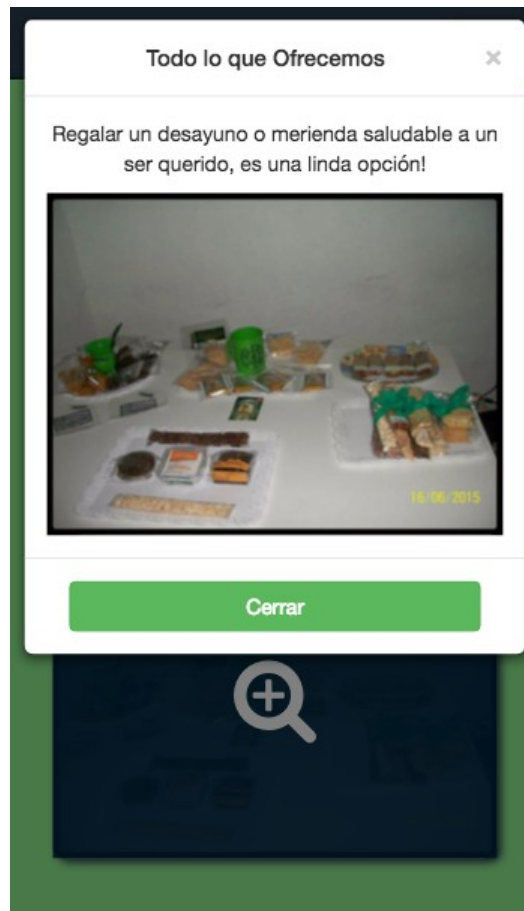 Todo lo que Ofrecemos
×
Regalar un desayuno o merienda saludable a un
ser querido, es una linda opción!
16/06/2015
Cerrar